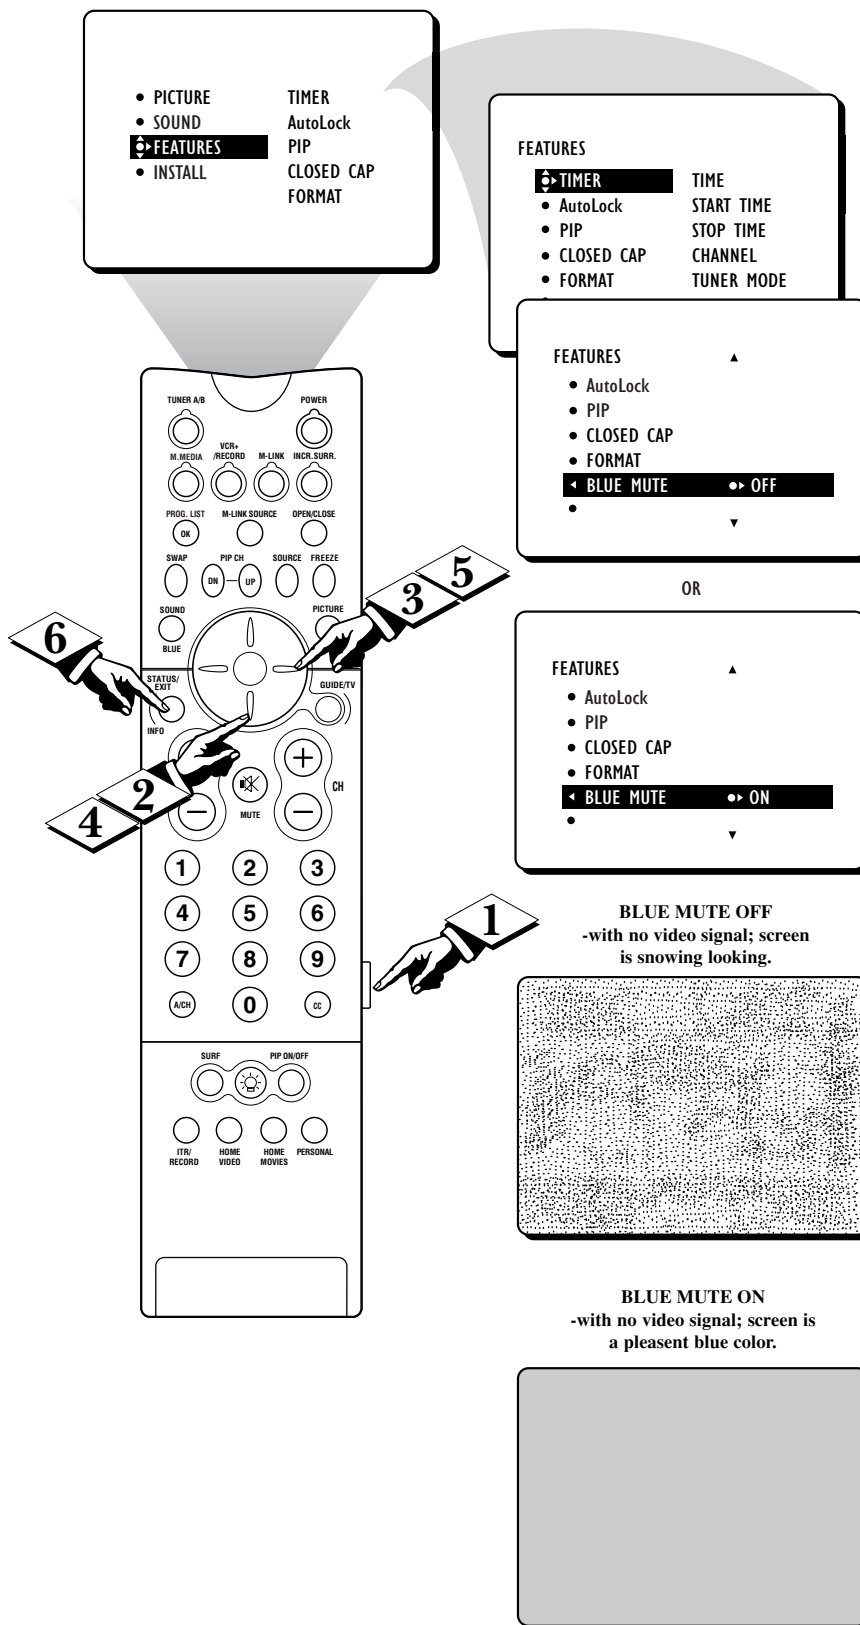 PICTURE TIMER
SOUND AutoLock
FEATURES PIP
INSTALL CLOSED CAP
FORMAT
FEATURES
TIMER TIME
AutoLock START TIME
PIP STOP TIME
CLOSED CAP CHANNEL
FORMAT TUNER MODE
FEATURES
AutoLock
PIP
CLOSED CAP
FORMAT
BLUE MUTE OFF
OR
FEATURES
AutoLock
PIP
CLOSED CAP
FORMAT
BLUE MUTE ON
TUNER A/B POWER
M.MEDIA VCR+ /RECORD M-LINK INCR.SURR.
PROG. LIST M-LINK SOURCE OPEN/CLOSE
OK
SWAP PIP CH SOURCE FREEZE
DN UP
SOUND PICTURE
BLUE
STATUS/ EXIT GUIDE/TV
INFO
CH
MUTE
1 2 3
4 5 6
7 8 9
A/CH 0 CC
SURF PIP ON/OFF
ITR/ RECORD HOME VIDEO HOME MOVIES PERSONAL
3 5
6
2
4
1
BLUE MUTE OFF
-with no video signal; screen
is snowing looking.
BLUE MUTE ON
-with no video signal; screen is
a pleasent blue color.